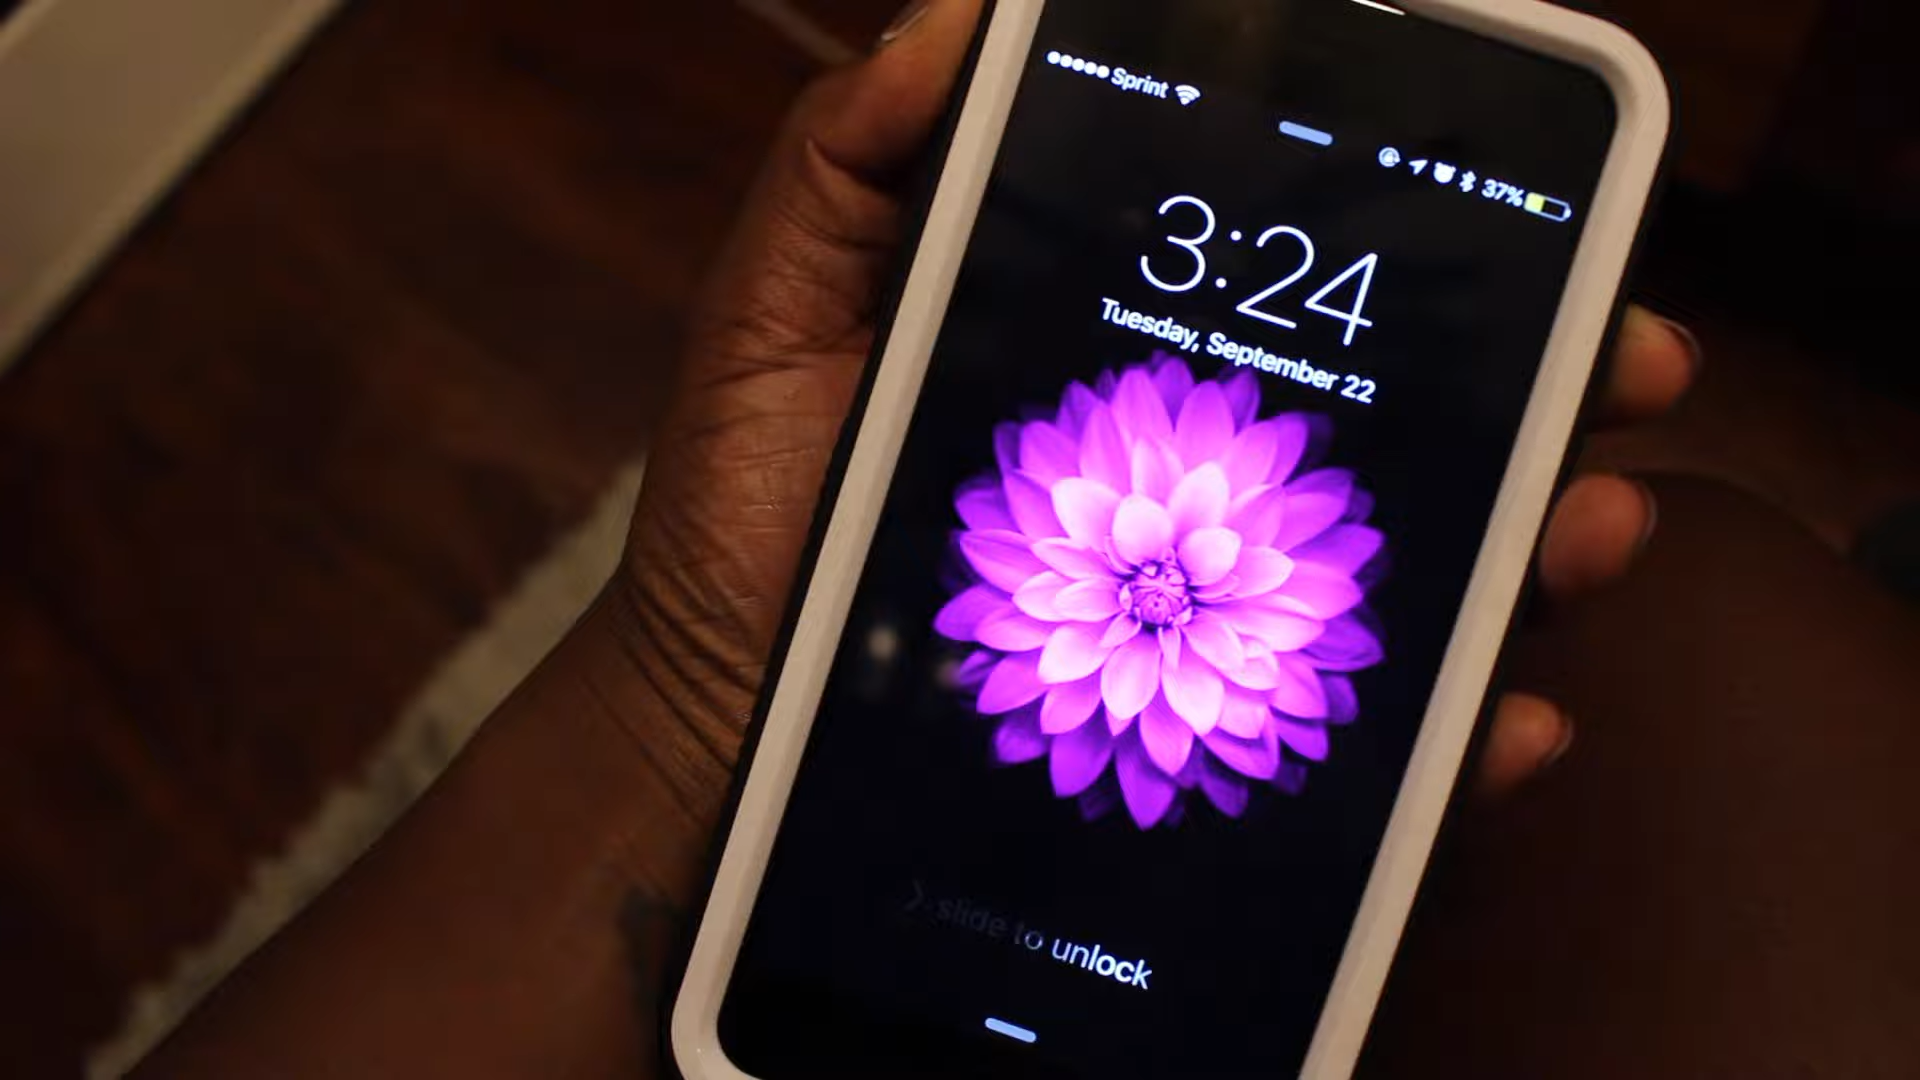 Sprint
37%
3:24
Tuesday, September 22
slide to unlock